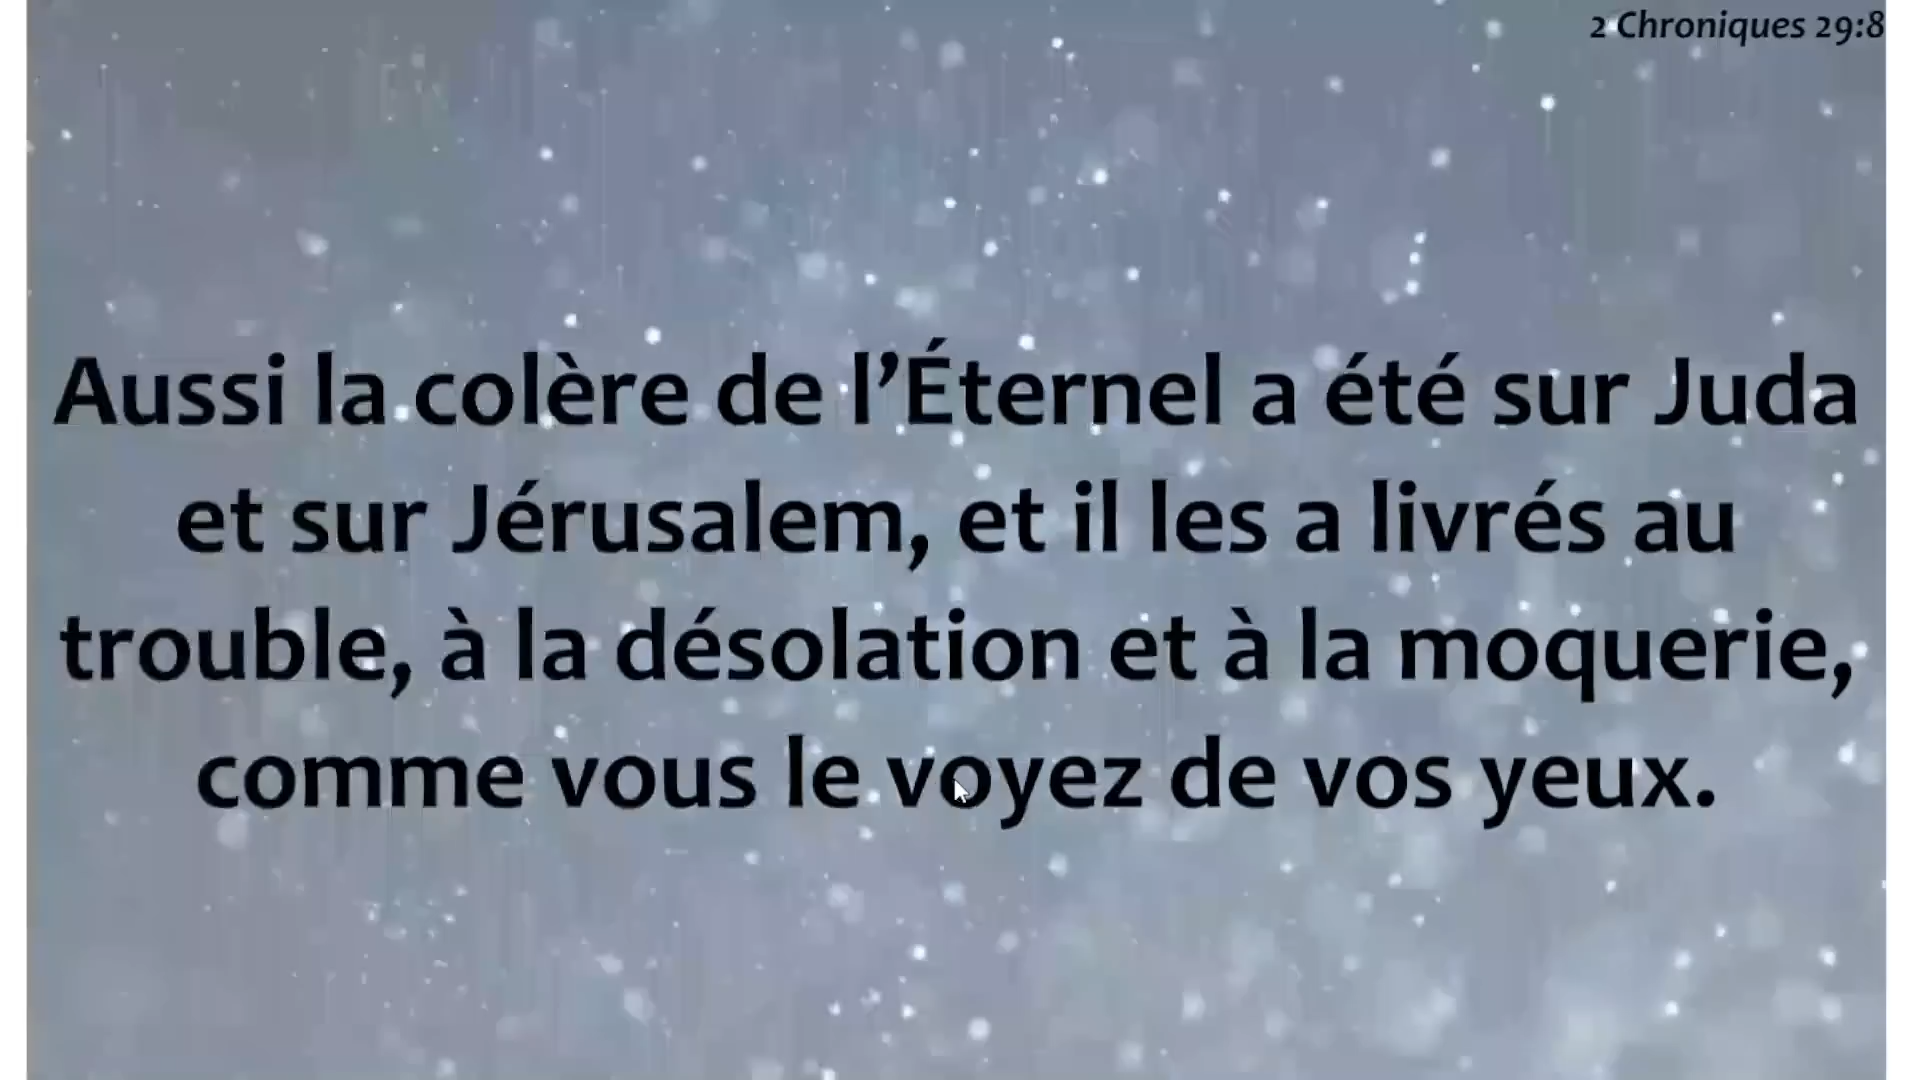 2 Chroniques 29:8
Aussi la colère de l’Éternel a été sur Juda
et sur Jérusalem, et il les a livrés au
trouble, à la désolation et à la moquerie,
comme vous le voyez de vos yeux.